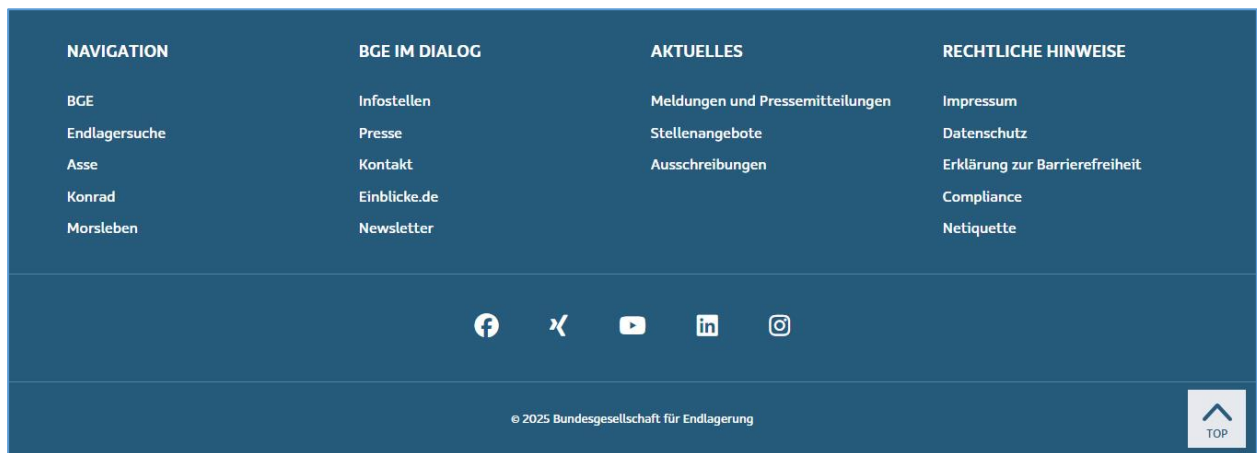 NAVIGATION
BGE
Endlagersuche
Asse
Konrad
Morsleben
BGE IM DIALOG
Infostellen
Presse
Kontakt
Einblicke.de
Newsletter
AKTUELLES
Meldungen und Pressemitteilungen
Stellenangebote
Ausschreibungen
RECHTLICHE HINWEISE
Impressum
Datenschutz
Erklärung zur Barrierefreiheit
Compliance
Netiquette
in
© 2025 Bundesgesellschaft für Endlagerung
TOP